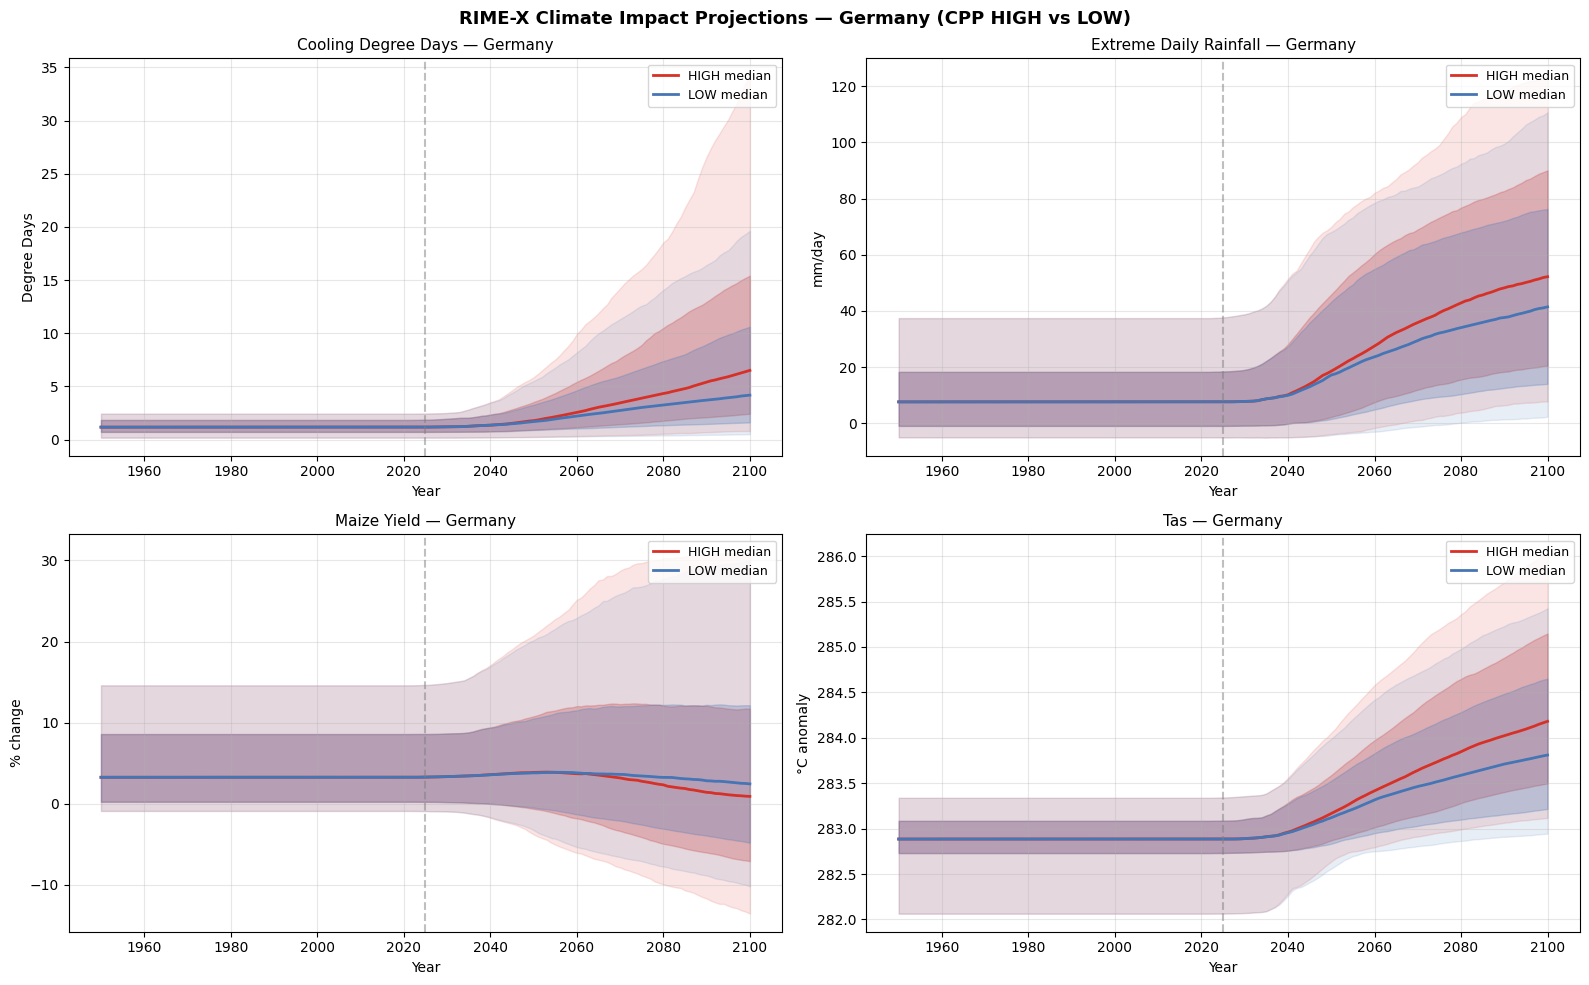 RIME-X Climate Impact Projections — Germany (CPP HIGH vs LOW)
Cooling Degree Days — Germany
35
30
25
20
15
10
5
0
Degree Days
HIGH median
LOW median
1960 1980 2000 2020 2040 2060 2080 2100
Year
Extreme Daily Rainfall — Germany
120
100
80
60
40
20
0
mm/day
HIGH median
LOW median
1960 1980 2000 2020 2040 2060 2080 2100
Year
Maize Yield — Germany
30
20
10
0
−10
% change
HIGH median
LOW median
1960 1980 2000 2020 2040 2060 2080 2100
Year
Tas — Germany
286.0
285.5
285.0
284.5
284.0
283.5
283.0
282.5
282.0
°C anomaly
HIGH median
LOW median
1960 1980 2000 2020 2040 2060 2080 2100
Year